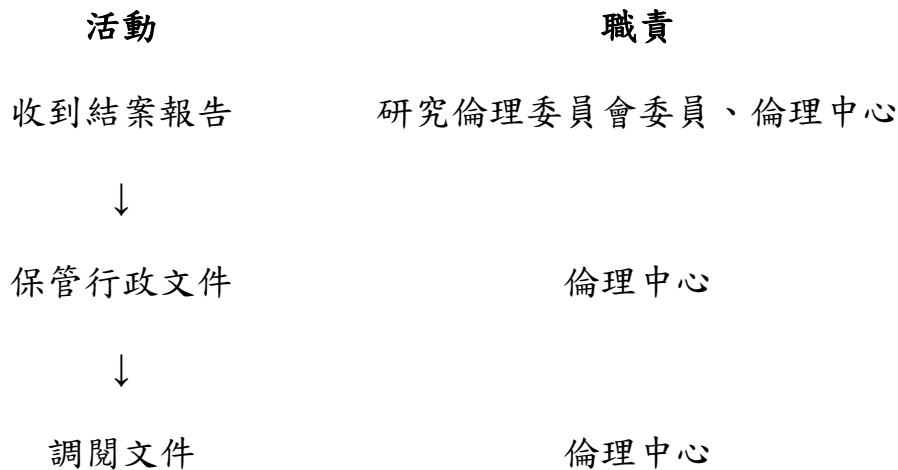 活動 職責
收到結案報告 研究倫理委員會委員、倫理中心
↓
保管行政文件 倫理中心
↓
調閱文件 倫理中心